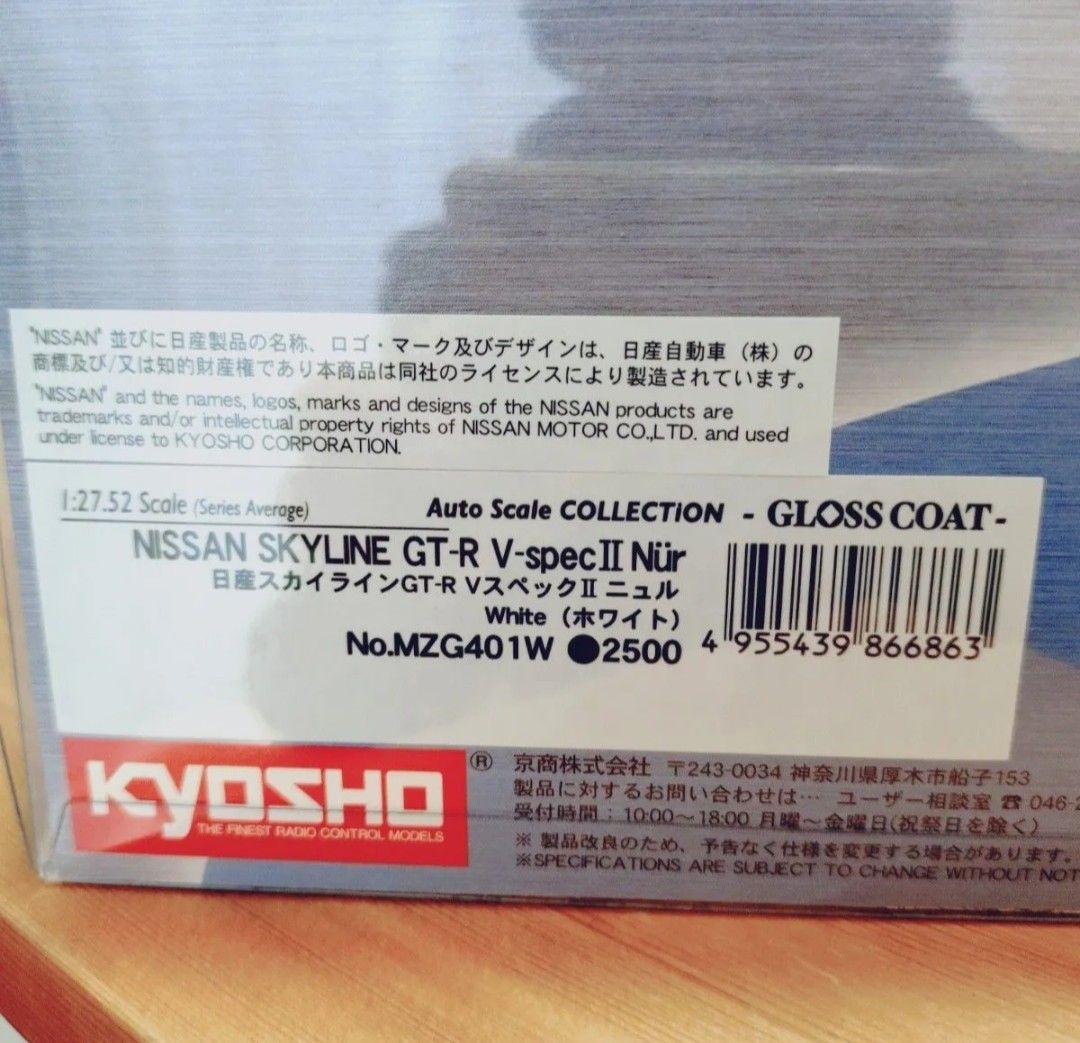 "NISSAN" 並びに日産製品の名称、ロゴ・マーク及びデザインは、日産自動車（株）の
商標及び/又は知的財産権であり本商品は同社のライセンスにより製造されています。
"NISSAN" and the names, logos, marks and designs of the NISSAN products are
trademarks and/or intellectual property rights of NISSAN MOTOR CO.,LTD. and used
under license to KYOSHO CORPORATION.
1:27.52 Scale (Series Average)
Auto Scale COLLECTION - GLOSS COAT -
NISSAN SKYLINE GT-R V-specⅡ Nür
日産スカイラインGT-R VスペックⅡ ニュル
White（ホワイト）
No.MZG401W ●2500
4 955439 866863
KYOSHO ®
THE FINEST RADIO CONTROL MODELS
京商株式会社 〒243-0034 神奈川県厚木市船子153
製品に対するお問い合わせは… ユーザー相談室 ☎ 046-2
受付時間：10:00〜18:00 月曜〜金曜日(祝祭日を除く)
※ 製品改良のため、予告なく仕様を変更する場合があります。
※SPECIFICATIONS ARE SUBJECT TO CHANGE WITHOUT NOT